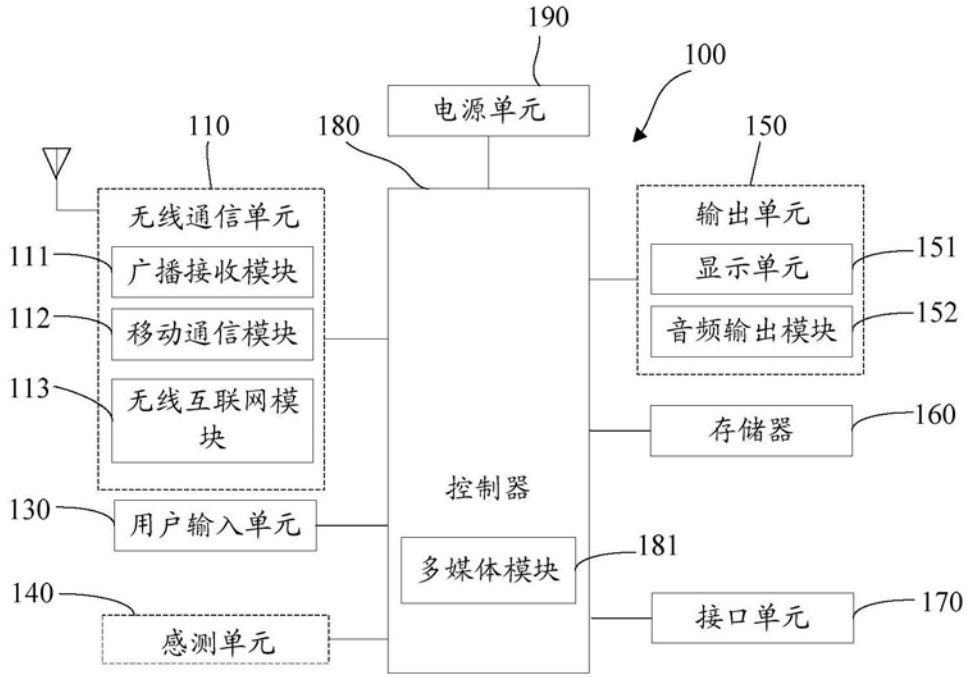 190
100
电源单元
110
180
150
无线通信单元
输出单元
111
广播接收模块
显示单元
151
112
移动通信模块
音频输出模块
152
113
无线互联网模
块
存储器
160
控制器
130
用户输入单元
多媒体模块
181
140
感测单元
接口单元
170